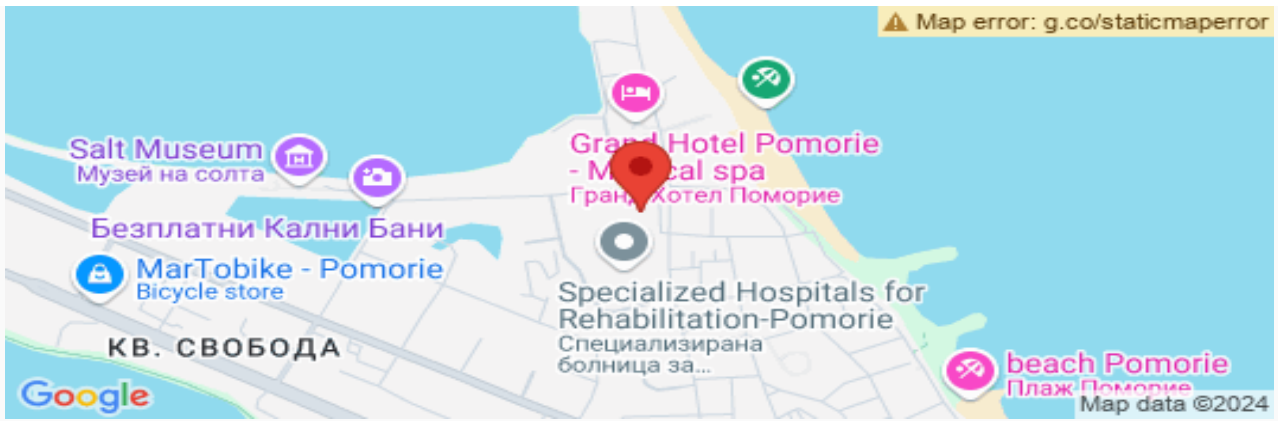 Map error: g.co/staticmaperror
Salt Museum
Музей на солта
Grand Hotel Pomorie
- M cal spa
Гранд Хотел Поморие
Безплатни Кални Бани
MarTobike - Pomorie
Bicycle store
Specialized Hospitals for
Rehabilitation-Pomorie
Специализирана
болница за...
КВ. СВОБОДА
beach Pomorie
Плаж Поморие
Google
Map data ©2024